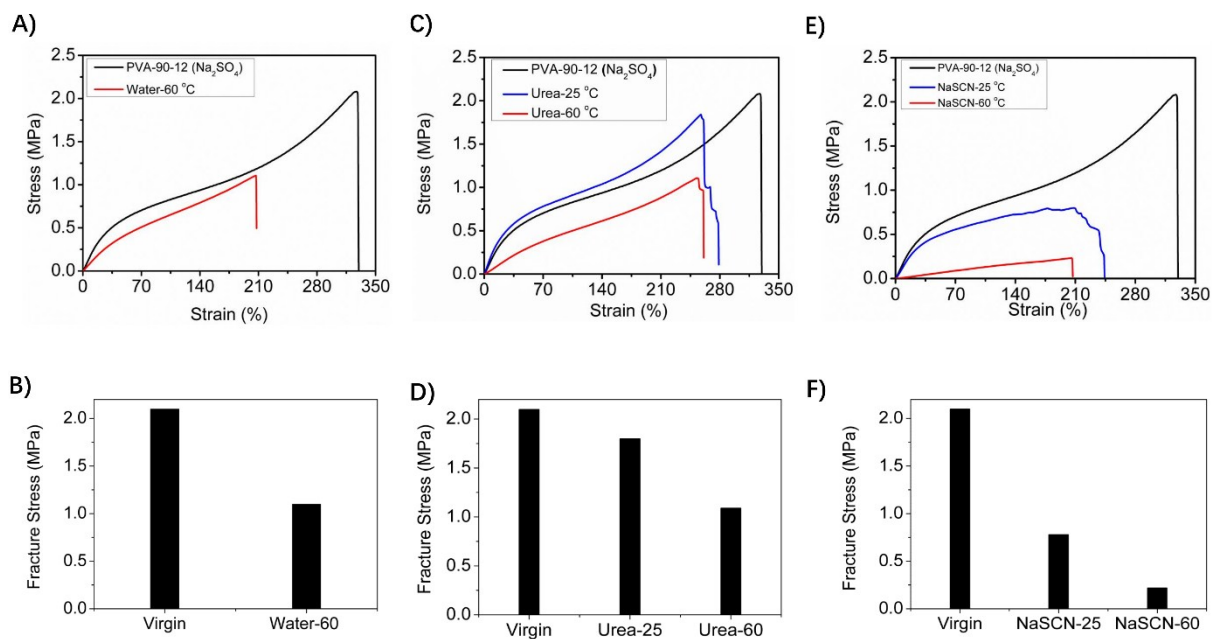 A)
Stress (MPa)
2.5
2.0
1.5
1.0
0.5
0.0
PVA-90-12 (Na₂SO₄)
Water-60 °C
0 70 140 210 280 350
Strain (%)
C)
Stress (MPa)
2.5
2.0
1.5
1.0
0.5
0.0
PVA-90-12 (Na₂SO₄)
Urea-25 °C
Urea-60 °C
0 70 140 210 280 350
Strain (%)
E)
Stress (MPa)
2.5
2.0
1.5
1.0
0.5
0.0
PVA-90-12 (Na₂SO₄)
NaSCN-25 °C
NaSCN-60 °C
0 70 140 210 280 350
Strain (%)
B)
Fracture Stress (MPa)
2.0
1.5
1.0
0.5
0.0
Virgin Water-60
D)
Fracture Stress (MPa)
2.0
1.5
1.0
0.5
0.0
Virgin Urea-25 Urea-60
F)
Fracture Stress (MPa)
2.0
1.5
1.0
0.5
0.0
Virgin NaSCN-25 NaSCN-60